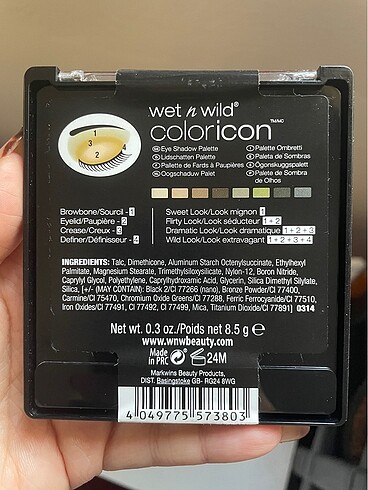 wet n wild®
coloricon TM/MC
Eye Shadow Palette
Lidschatten Palett
Palette de Fards à Paupières
Oogschaduw Palet
Palette Ombretti
Paleta de Sombras
Ögonskuggspalett
Paleta de Sombra
de Olhos
1
3
2
4
Browbone/Sourcil - 1
Eyelid/Paupière - 2
Crease/Creux - 3
Definer/Définisseur - 4
Sweet Look/Look mignon 1
Flirty Look/Look séducteur 1 + 2
Dramatic Look/Look dramatique 1 + 2 + 3
Wild Look/Look extravagant 1 + 2 + 3 + 4
INGREDIENTS: Talc, Dimethicone, Aluminum Starch Octenylsuccinate, Ethylhexyl
Palmitate, Magnesium Stearate, Trimethylsiloxysilicate, Nylon-12, Boron Nitride,
Caprylyl Glycol, Polyethylene, Caprylhydroxamic Acid, Glycerin, Silica Dimethyl Silylate,
Silica, [+/- (MAY CONTAIN): Black 2/CI 77266 (nano), Bronze Powder/CI 77400,
Carmine/CI 75470, Chromium Oxide Greens/CI 77288, Ferric Ferrocyanide/CI 77510,
Iron Oxides/CI 77491, CI 77492, CI 77499, Mica, Titanium Dioxide/CI 77891] 0314
Net wt. 0.3 oz./Poids net 8.5 g ℮
www.wnwbeauty.com
Made in
PRC
24M
Markwins Beauty Products,
DIST. Basingstoke GB- RG24 8WG
4 049775 573803